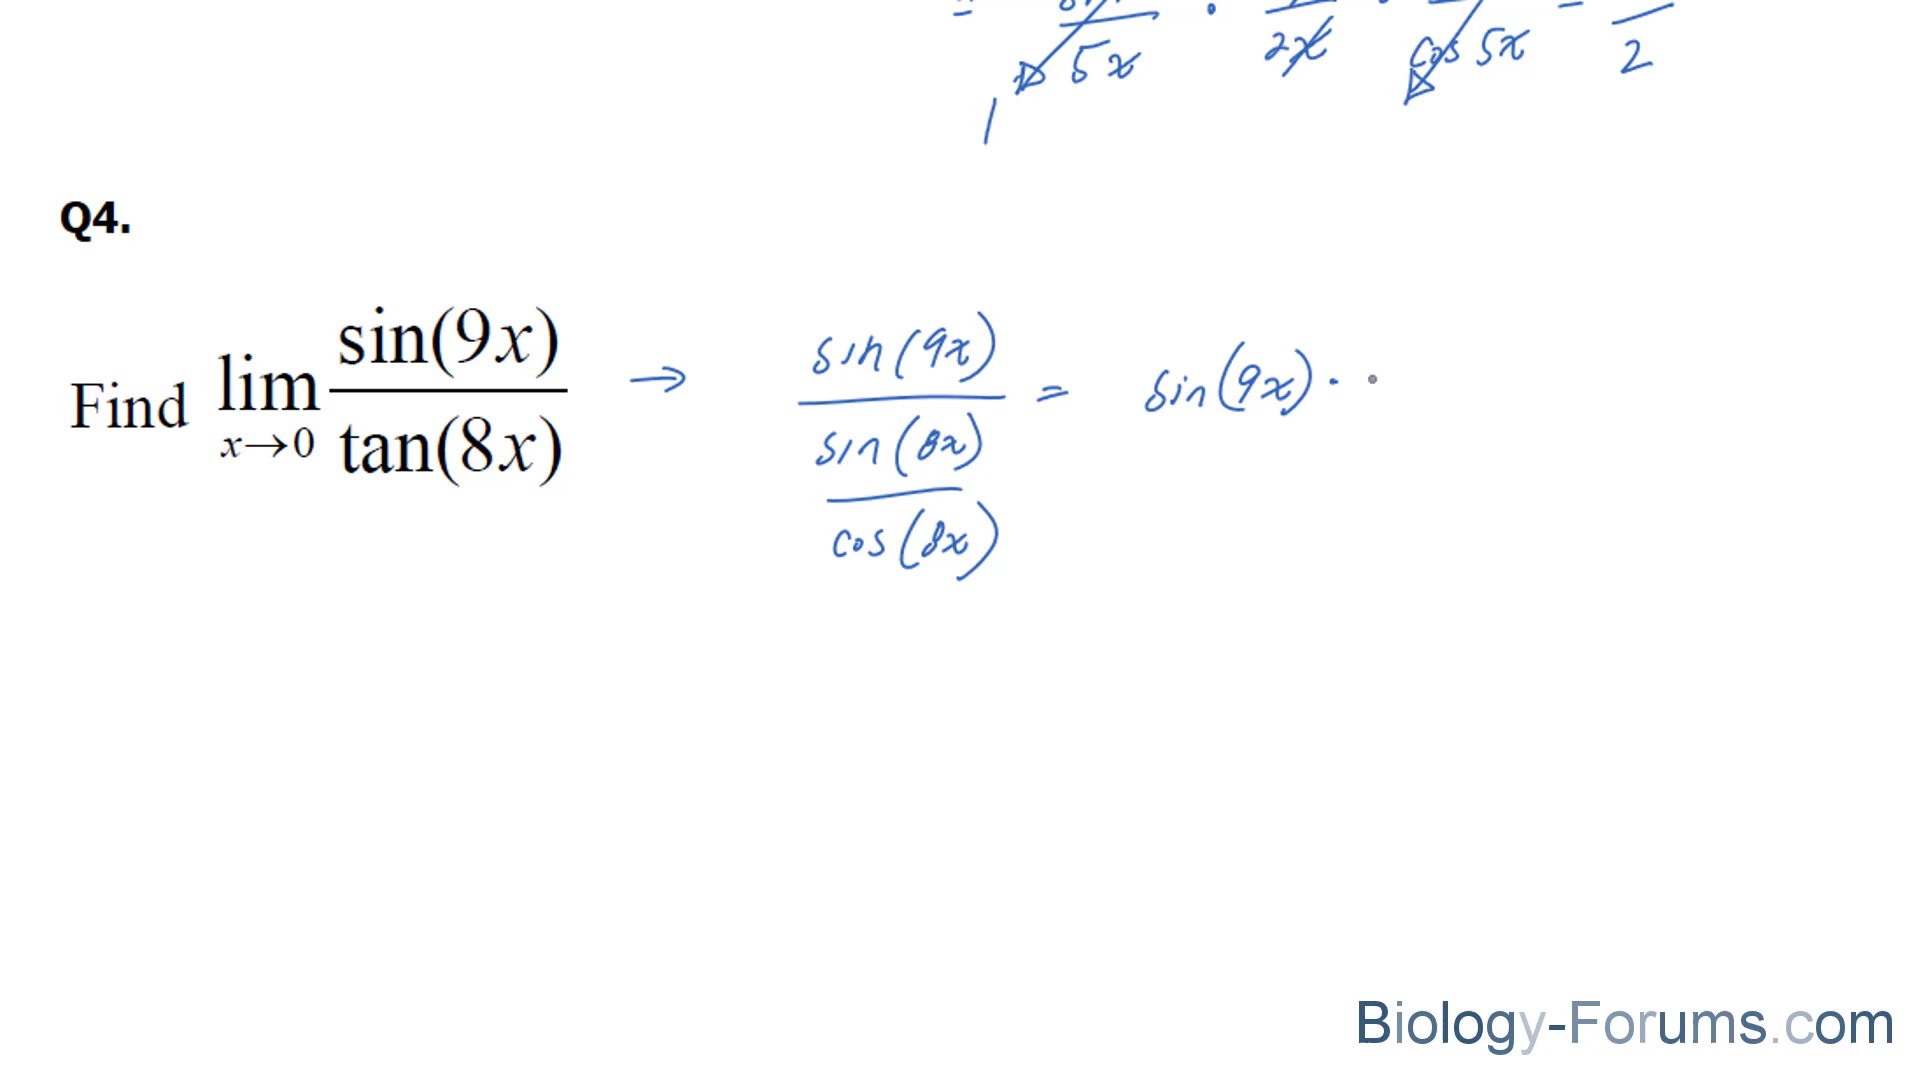 = 5x · 2x · cos 5x = 2
1
Q4.
Find lim x→0 sin(9x) / tan(8x) → sin(9x) / (sin(8x) / cos(8x)) = sin(9x) ·
Biology-Forums.com